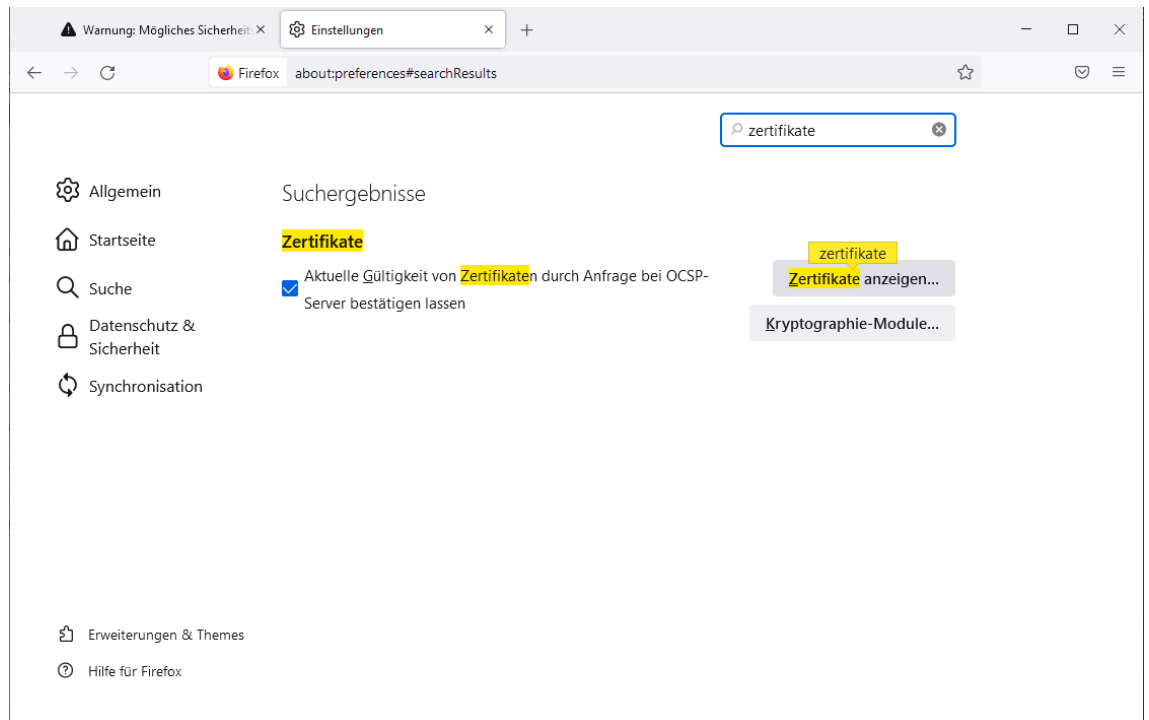 Warnung: Mögliches Sicherheit
Einstellungen
Firefox about:preferences#searchResults
zertifikate
Allgemein
Startseite
Suche
Datenschutz &
Sicherheit
Synchronisation
Suchergebnisse
Zertifikate
Aktuelle Gültigkeit von Zertifikaten durch Anfrage bei OCSP-
Server bestätigen lassen
zertifikate
Zertifikate anzeigen...
Kryptographie-Module...
Erweiterungen & Themes
Hilfe für Firefox